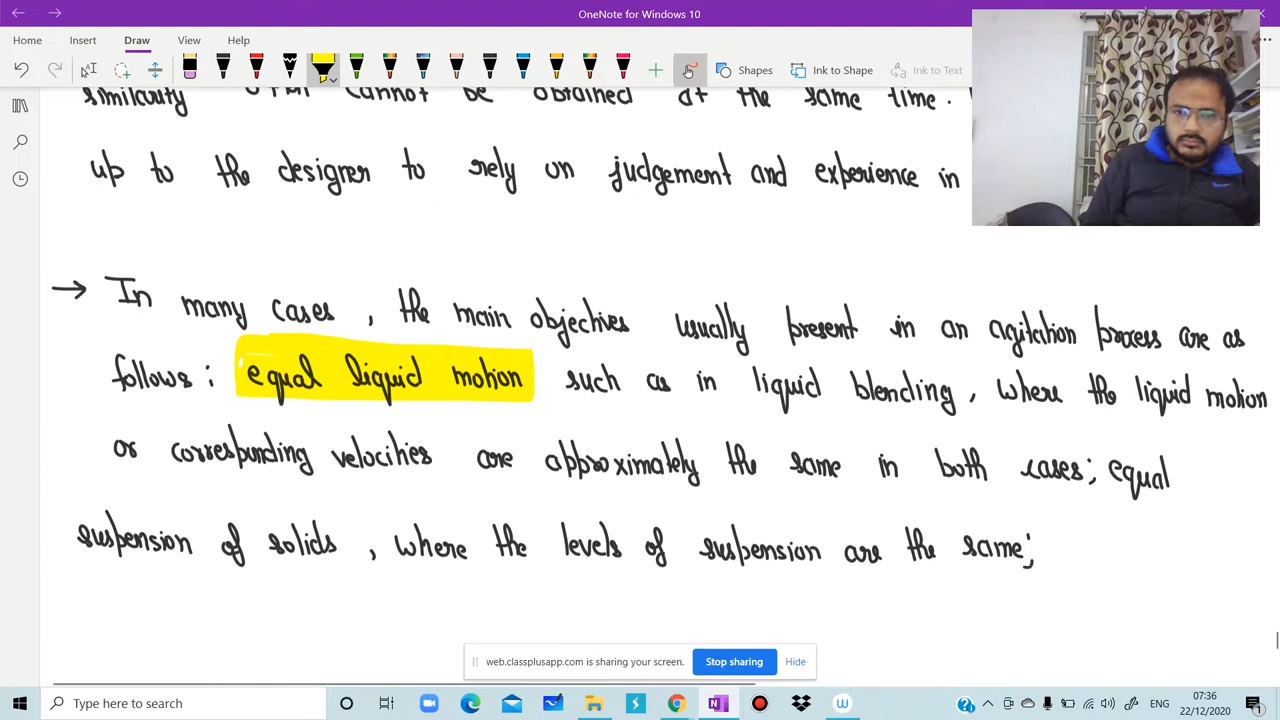 OneNote for Windows 10
Home Insert Draw View Help
Shapes Ink to Shape Ink to Text
similarity often cannot be obtained at the same time.
up to the designer to rely on judgement and experience in
→ In many cases, the main objectives usually present in an agitation process are as
follows: equal liquid motion such as in liquid blending, where the liquid motion
or corresponding velocities are approximately the same in both cases; equal
suspension of solids, where the levels of suspension are the same;
web.classplusapp.com is sharing your screen. Stop sharing Hide
Type here to search
ENG
07:36
22/12/2020